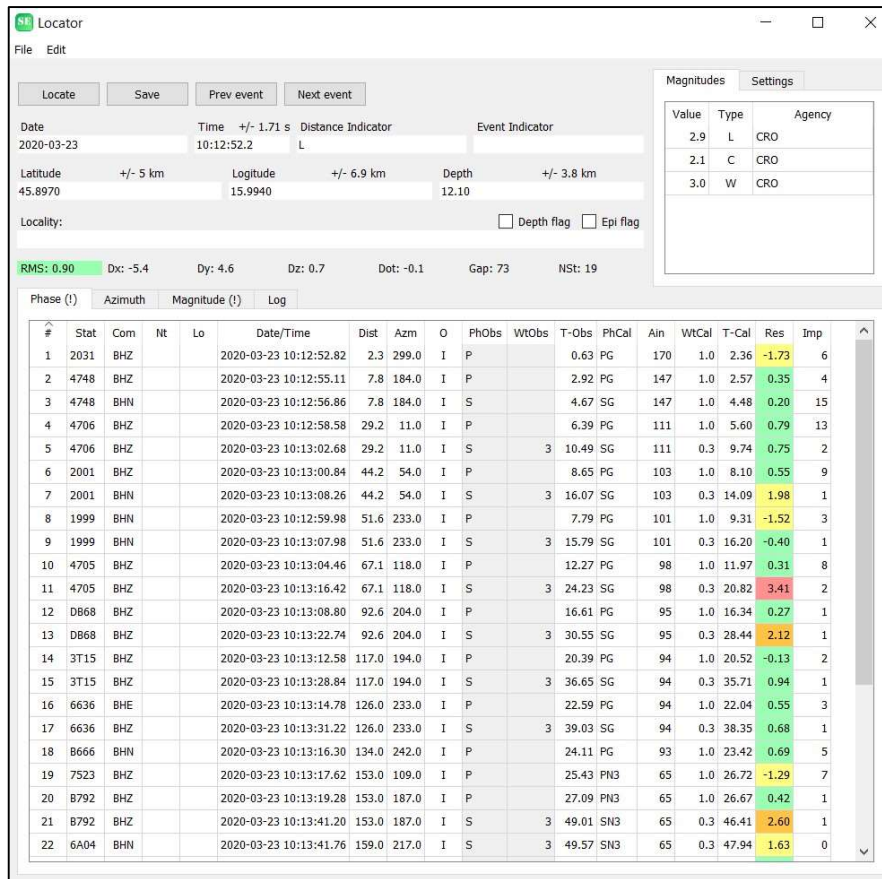 SE Locator
File Edit
Locate Save Prev event Next event
Date Time +/- 1.71 s Distance Indicator Event Indicator
2020-03-23 10:12:52.2 L
Latitude +/- 5 km Logitude +/- 6.9 km Depth +/- 3.8 km
45.8970 15.9940 12.10
Locality: Depth flag Epi flag
RMS: 0.90 Dx: -5.4 Dy: 4.6 Dz: 0.7 Dot: -0.1 Gap: 73 NSt: 19
Magnitudes Settings
Value Type Agency
2.9 L CRO
2.1 C CRO
3.0 W CRO
Phase (!) Azimuth Magnitude (!) Log
# Stat Com Nt Lo Date/Time Dist Azm O PhObs WtObs T-Obs PhCal Ain WtCal T-Cal Res Imp
1 2031 BHZ 2020-03-23 10:12:52.82 2.3 299.0 I P 0.63 PG 170 1.0 2.36 -1.73 6
2 4748 BHZ 2020-03-23 10:12:55.11 7.8 184.0 I P 2.92 PG 147 1.0 2.57 0.35 4
3 4748 BHN 2020-03-23 10:12:56.86 7.8 184.0 I S 4.67 SG 147 1.0 4.48 0.20 15
4 4706 BHZ 2020-03-23 10:12:58.58 29.2 11.0 I P 6.39 PG 111 1.0 5.60 0.79 13
5 4706 BHZ 2020-03-23 10:13:02.68 29.2 11.0 I S 3 10.49 SG 111 0.3 9.74 0.75 2
6 2001 BHZ 2020-03-23 10:13:00.84 44.2 54.0 I P 8.65 PG 103 1.0 8.10 0.55 9
7 2001 BHN 2020-03-23 10:13:08.26 44.2 54.0 I S 3 16.07 SG 103 0.3 14.09 1.98 1
8 1999 BHN 2020-03-23 10:12:59.98 51.6 233.0 I P 7.79 PG 101 1.0 9.31 -1.52 3
9 1999 BHN 2020-03-23 10:13:07.98 51.6 233.0 I S 3 15.79 SG 101 0.3 16.20 -0.40 1
10 4705 BHZ 2020-03-23 10:13:04.46 67.1 118.0 I P 12.27 PG 98 1.0 11.97 0.31 8
11 4705 BHZ 2020-03-23 10:13:16.42 67.1 118.0 I S 3 24.23 SG 98 0.3 20.82 3.41 2
12 DB68 BHZ 2020-03-23 10:13:08.80 92.6 204.0 I P 16.61 PG 95 1.0 16.34 0.27 1
13 DB68 BHZ 2020-03-23 10:13:22.74 92.6 204.0 I S 3 30.55 SG 95 0.3 28.44 2.12 1
14 3T15 BHZ 2020-03-23 10:13:12.58 117.0 194.0 I P 20.39 PG 94 1.0 20.52 -0.13 2
15 3T15 BHZ 2020-03-23 10:13:28.84 117.0 194.0 I S 3 36.65 SG 94 0.3 35.71 0.94 1
16 6636 BHE 2020-03-23 10:13:14.78 126.0 233.0 I P 22.59 PG 94 1.0 22.04 0.55 3
17 6636 BHZ 2020-03-23 10:13:31.22 126.0 233.0 I S 3 39.03 SG 94 0.3 38.35 0.68 1
18 B666 BHN 2020-03-23 10:13:16.30 134.0 242.0 I P 24.11 PG 93 1.0 23.42 0.69 5
19 7523 BHZ 2020-03-23 10:13:17.62 153.0 109.0 I P 25.43 PN3 65 1.0 26.72 -1.29 7
20 B792 BHZ 2020-03-23 10:13:19.28 153.0 187.0 I P 27.09 PN3 65 1.0 26.67 0.42 1
21 B792 BHZ 2020-03-23 10:13:41.20 153.0 187.0 I S 3 49.01 SN3 65 0.3 46.41 2.60 1
22 6A04 BHN 2020-03-23 10:13:41.76 159.0 217.0 I S 3 49.57 SN3 65 0.3 47.94 1.63 0